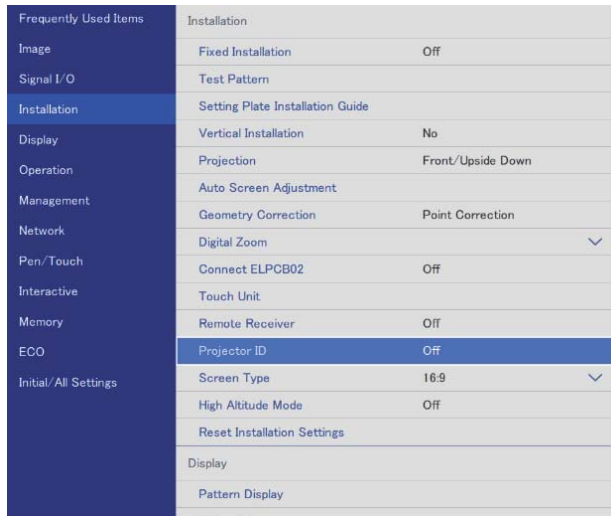 Frequently Used Items
Image
Signal I/O
Installation
Display
Operation
Management
Network
Pen/Touch
Interactive
Memory
ECO
Initial/All Settings
Installation
Fixed Installation Off
Test Pattern
Setting Plate Installation Guide
Vertical Installation No
Projection Front/Upside Down
Auto Screen Adjustment
Geometry Correction Point Correction
Digital Zoom
Connect ELPCB02 Off
Touch Unit
Remote Receiver Off
Projector ID Off
Screen Type 16:9
High Altitude Mode Off
Reset Installation Settings
Display
Pattern Display